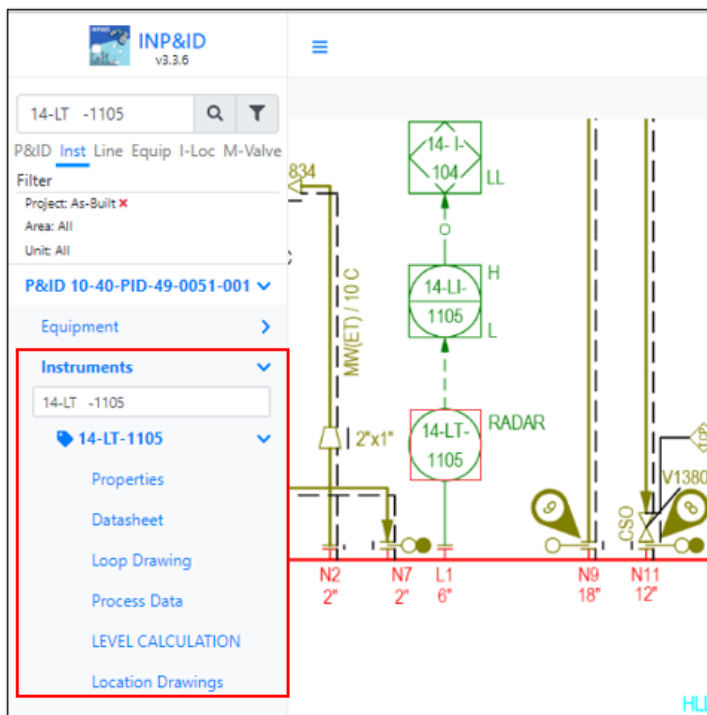 INP&ID
v3.3.6
14-LT -1105
P&ID Inst Line Equip I-Loc M-Valve
Filter
Project: As-Built ×
Area: All
Unit: All
P&ID 10-40-PID-49-0051-001
Equipment
Instruments
14-LT -1105
14-LT-1105
Properties
Datasheet
Loop Drawing
Process Data
LEVEL CALCULATION
Location Drawings
834
MW(ET) / 10 C
2"x1"
14- I-
104
LL
14-LI-
1105
H
L
14-LT-
1105
RADAR
V1380
CSO
9
8
N2
2"
N7
2"
L1
6"
N9
18"
N11
12"